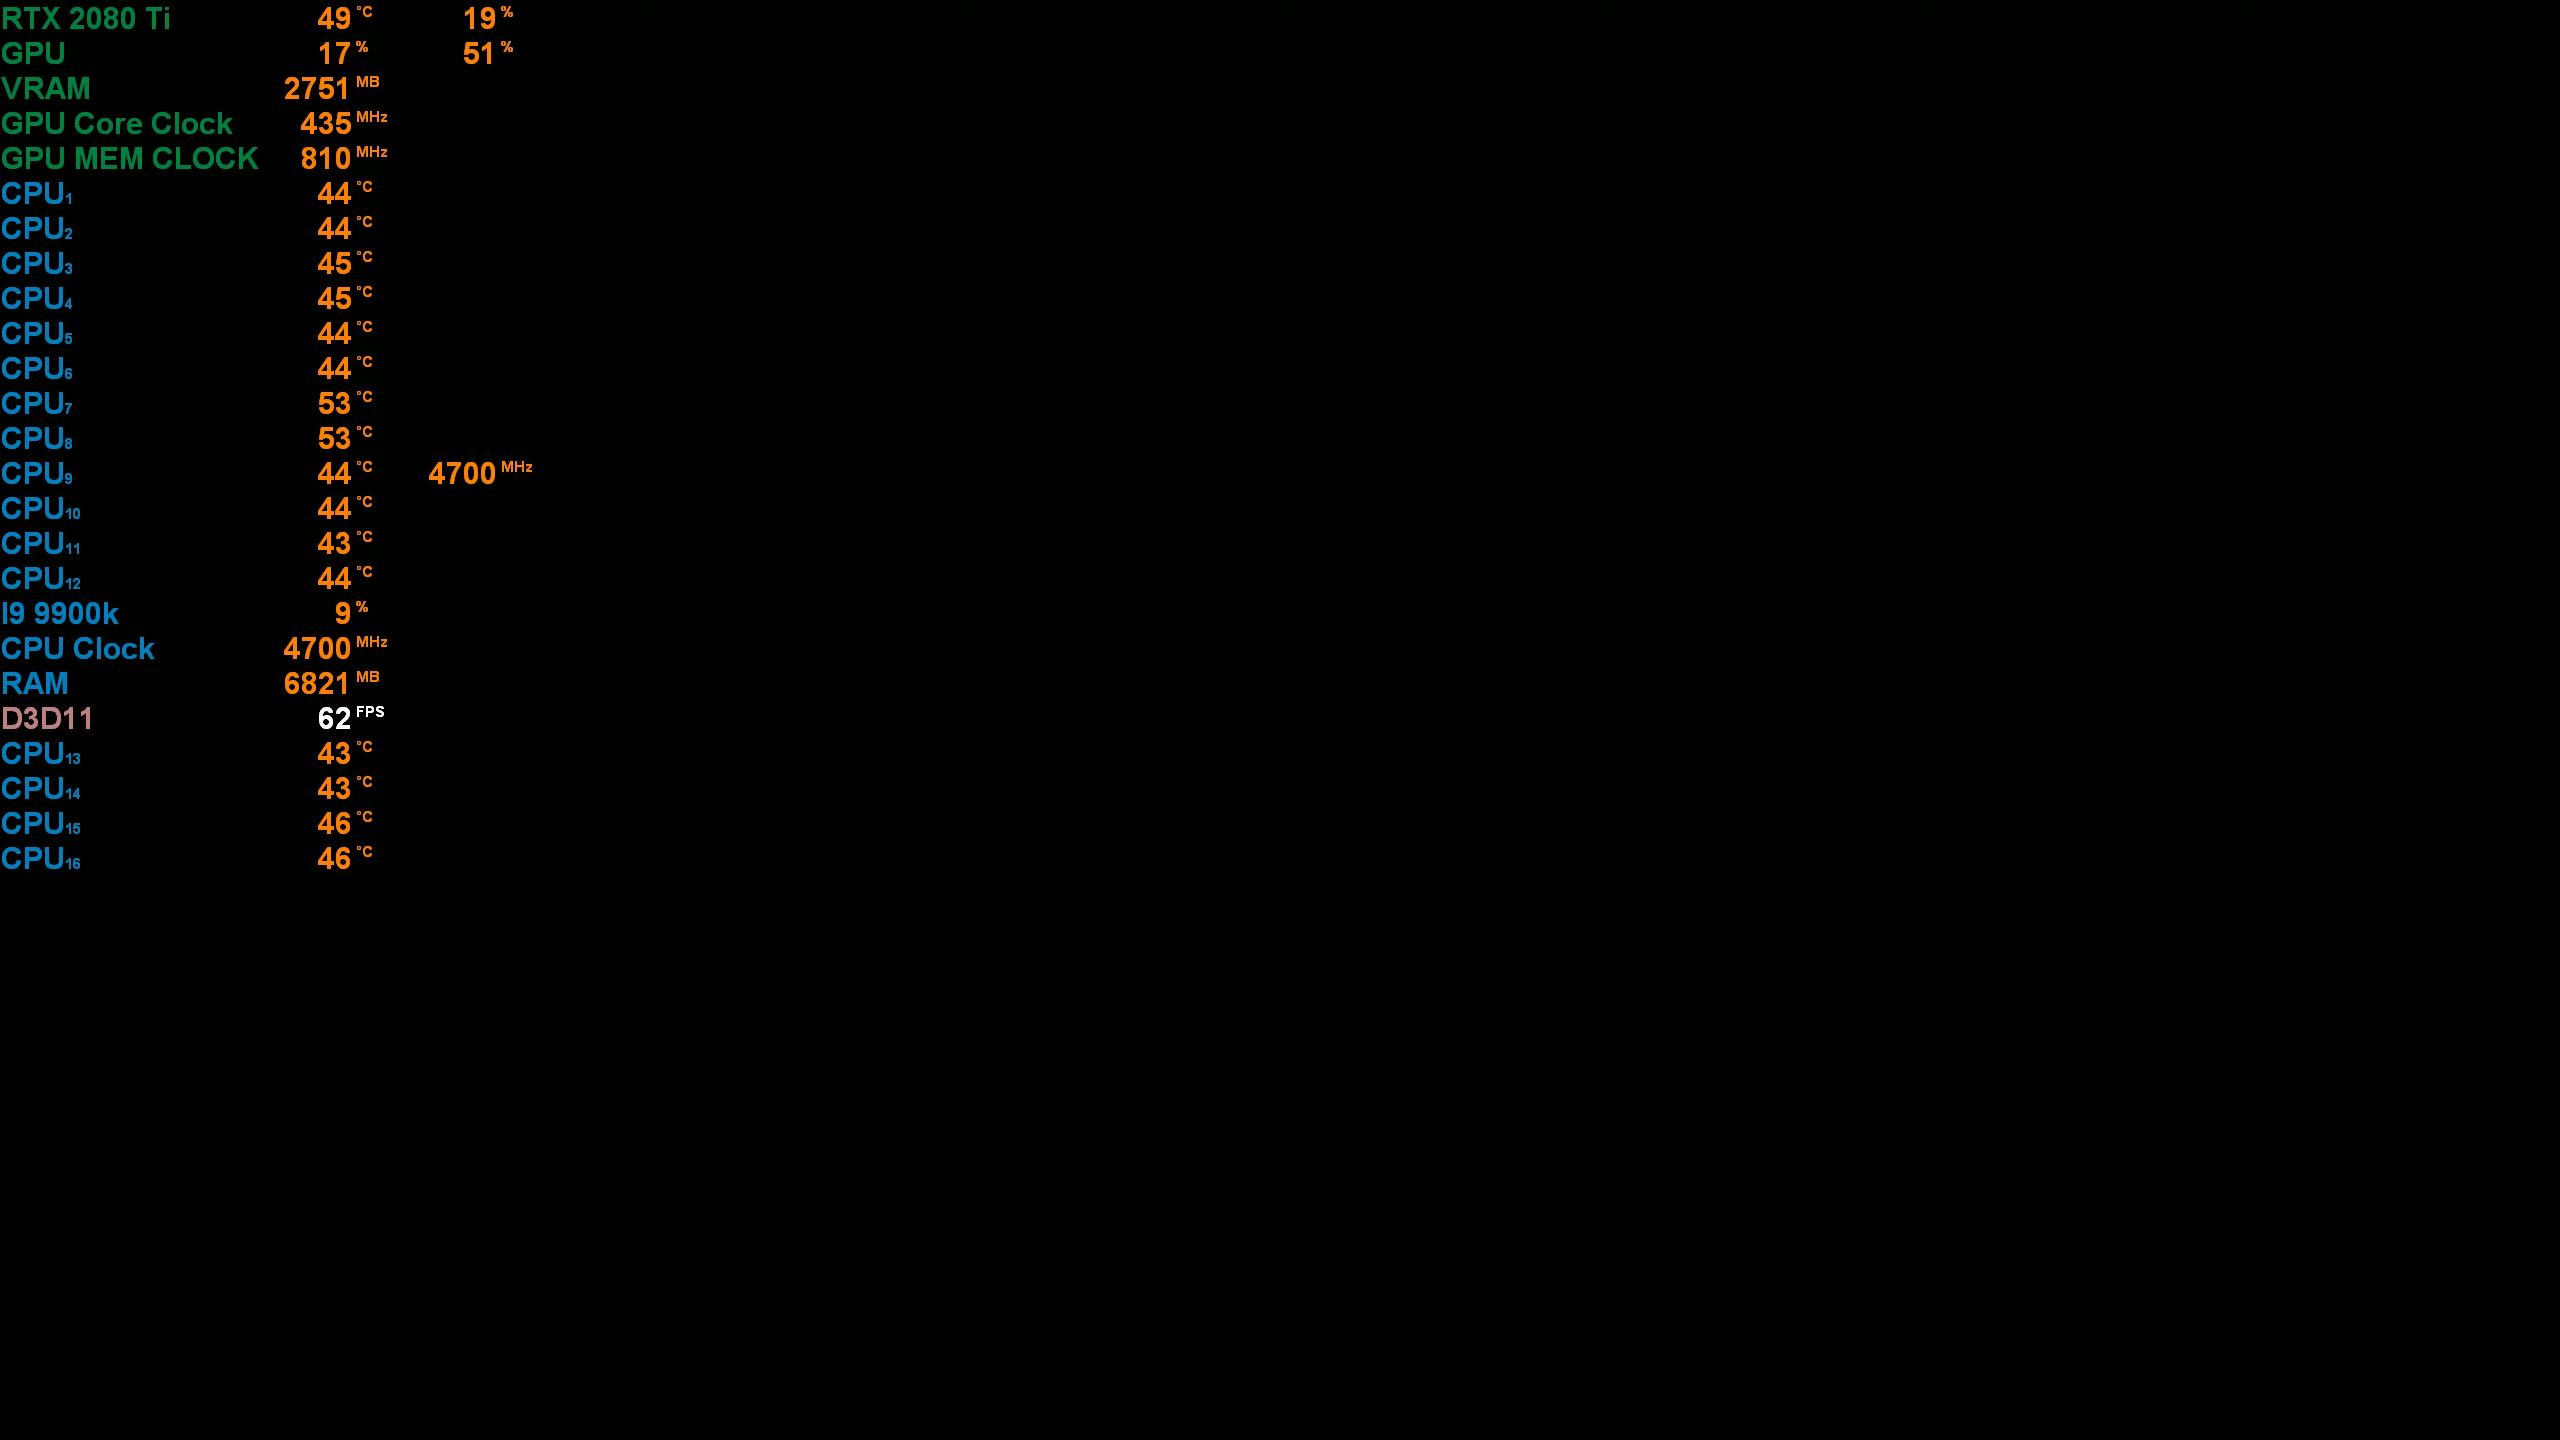 RTX 2080 Ti 49 °C 19 %
GPU 17 % 51 %
VRAM 2751 MB
GPU Core Clock 435 MHz
GPU MEM CLOCK 810 MHz
CPU1 44 °C
CPU2 44 °C
CPU3 45 °C
CPU4 45 °C
CPU5 44 °C
CPU6 44 °C
CPU7 53 °C
CPU8 53 °C
CPU9 44 °C 4700 MHz
CPU10 44 °C
CPU11 43 °C
CPU12 44 °C
I9 9900k 9 %
CPU Clock 4700 MHz
RAM 6821 MB
D3D11 62 FPS
CPU13 43 °C
CPU14 43 °C
CPU15 46 °C
CPU16 46 °C